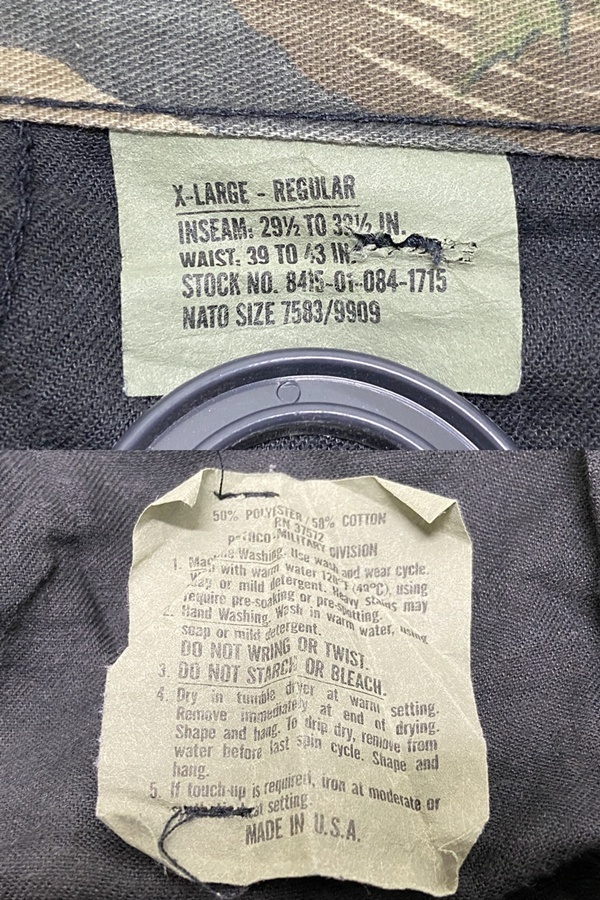 X-LARGE - REGULAR
INSEAM: 29½ TO 32½ IN.
WAIST. 39 TO 43 IN.
STOCK NO. 8415-01-084-1715
NATO SIZE 7583/9909
50% POLYESTER/50% COTTON
RN 37572
MILITARY DIVISION
1. Machine Washing. Use wash and wear cycle.
with warm water 120°F (49°C), using
or mild detergent. Heavy stains may
require pre-soaking or pre-spotting.
2. Hand Washing. Wash in warm water, using
soap or mild detergent.
DO NOT WRING OR TWIST.
3. DO NOT STARCH OR BLEACH.
4. Dry in tumble dryer at warm setting.
Remove immediately at end of drying.
Shape and hang. To drip dry, remove from
water before last spin cycle. Shape and
hang.
5. If touch-up is required, iron at moderate or
setting.
MADE IN U.S.A.